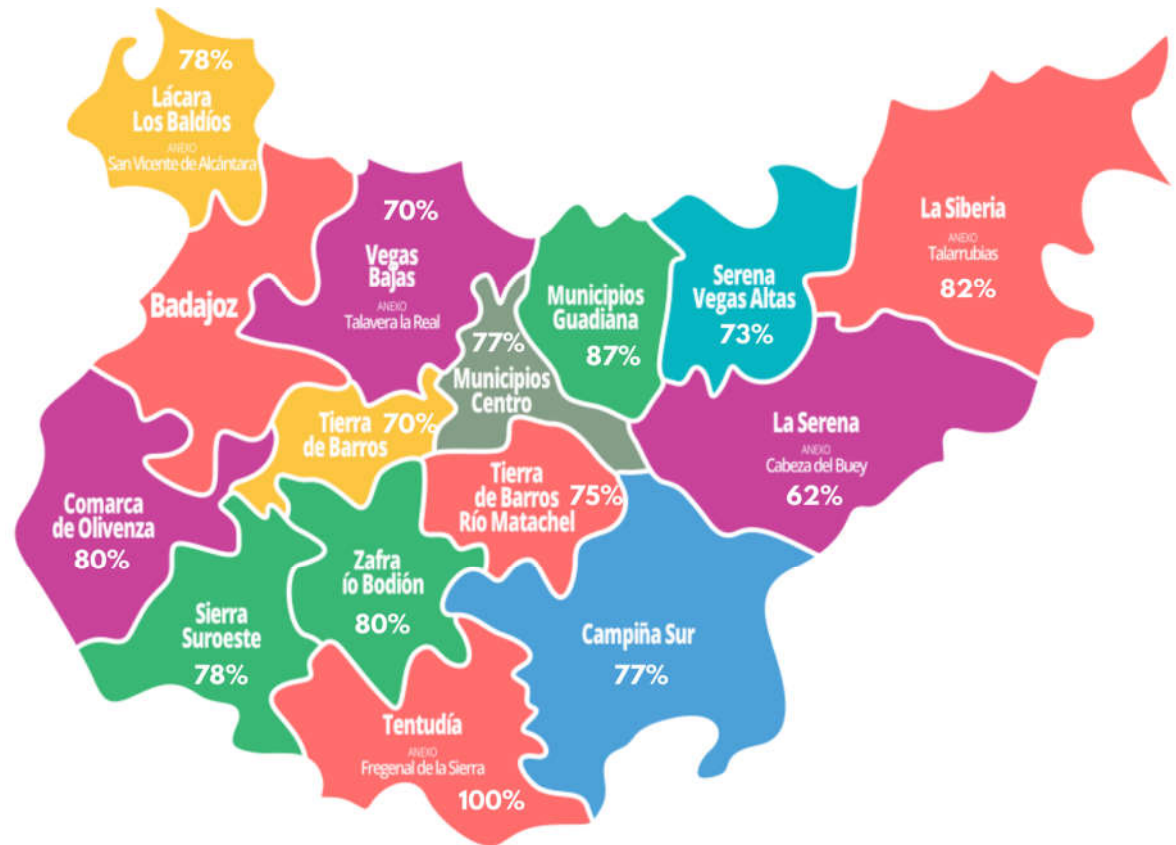 78%
Lácara
Los Baldíos
ANEXO
San Vicente de Alcántara
Badajoz
70%
Vegas
Bajas
ANEXO
Talavera la Real
77%
Municipios
Centro
Municipios
Guadiana
87%
Serena
Vegas Altas
73%
La Siberia
ANEXO
Talarrubias
82%
La Serena
ANEXO
Cabeza del Buey
62%
Tierra
de Barros
70%
Tierra
de Barros
Río Matachel
75%
Comarca
de Olivenza
80%
Zafra
ío Bodión
80%
Sierra
Suroeste
78%
Campiña Sur
77%
Tentudía
ANEXO
Fregenal de la Sierra
100%